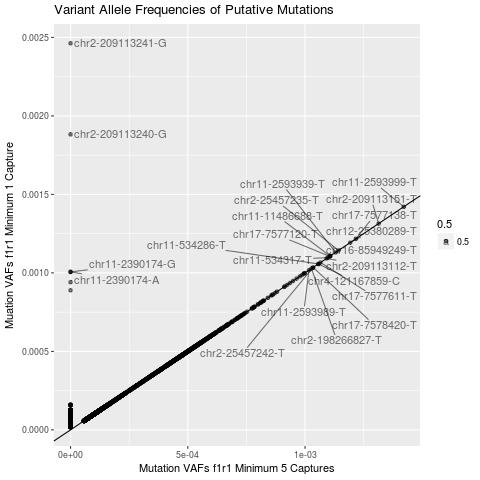 Variant Allele Frequencies of Putative Mutations
0.0025
chr2-209113241-G
0.0020
chr2-209113240-G
0.0015
chr11-2593939-T
chr11-2593999-T
chr2-25457235-T
chr2-209113151-T
chr11-11486688-T
chr17-7577138-T
chr17-7577120-T
chr12-25380289-T
chr11-534286-T
chr16-85949249-T
chr11-534317-T
chr2-209113112-T
0.0010
chr11-2390174-G
chr11-2390174-A
chr4-121167859-C
chr17-7577611-T
chr11-2593989-T
chr17-7578420-T
chr2-198266827-T
chr2-25457242-T
0.0005
0.0000
0e+00
5e-04
1e-03
Mutation VAFs f1r1 Minimum 5 Captures
Muation VAFs f1r1 Minimum 1 Capture
0.5
a
0.5